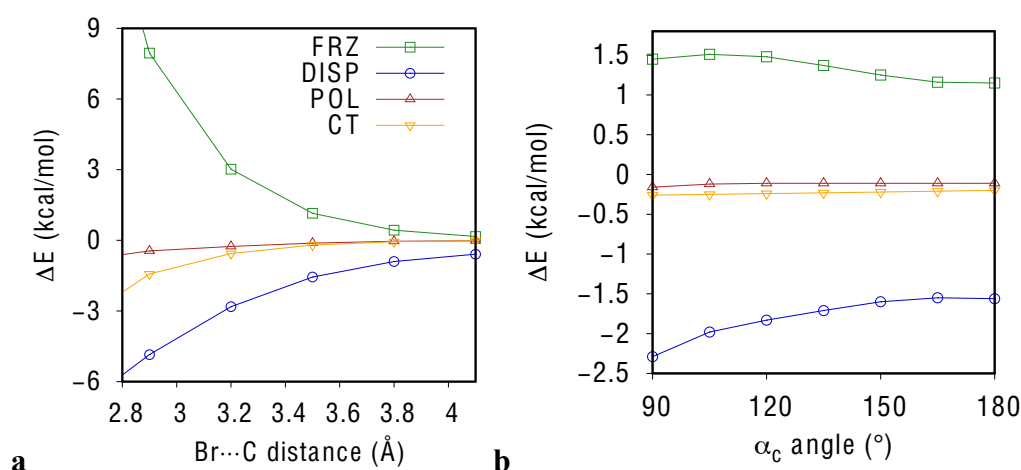 9
6
3
0
−3
−6
ΔE (kcal/mol)
FRZ
DISP
POL
CT
2.8 3 3.2 3.4 3.6 3.8 4
Br···C distance (Å)
a
1.5
1
0.5
0
−0.5
−1
−1.5
−2
−2.5
ΔE (kcal/mol)
90 120 150 180
αC angle (°)
b